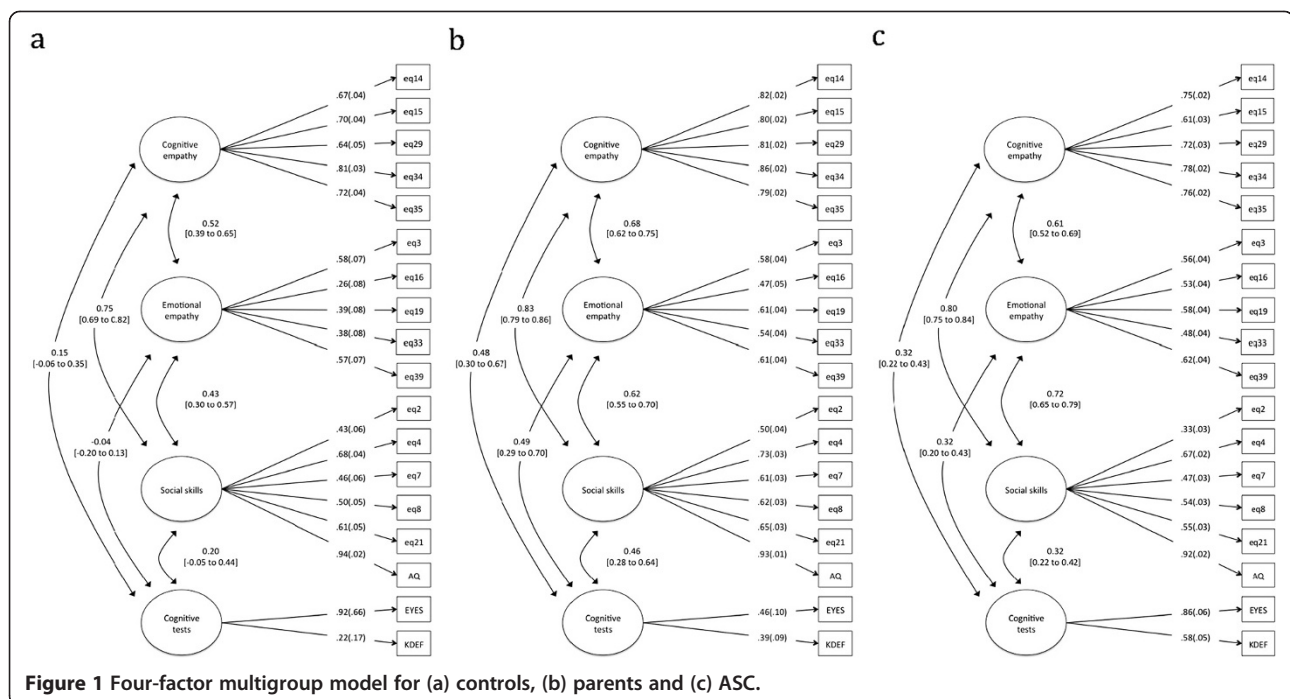 a
eq14
.67(.04)
eq15
.70(.04)
Cognitive
empathy
.64(.05)
eq29
.81(.03)
eq34
.72(.04)
eq35
0.52
[0.39 to 0.65]
eq3
.58(.07)
eq16
.26(.08)
Emotional
empathy
.39(.08)
eq19
.38(.08)
eq33
.57(.07)
eq39
0.75
[0.69 to 0.82]
0.15
[-0.06 to 0.35]
0.43
[0.30 to 0.57]
-0.04
[-0.20 to 0.13]
eq2
.43(.06)
eq4
.68(.04)
Social skills
.46(.06)
eq7
.50(.05)
eq8
.61(.05)
eq21
.94(.02)
AQ
0.20
[-0.05 to 0.44]
Cognitive
tests
.92(.66)
EYES
.22(.17)
KDEF
b
eq14
.82(.02)
eq15
.80(.02)
Cognitive
empathy
.81(.02)
eq29
.86(.02)
eq34
.79(.02)
eq35
0.68
[0.62 to 0.75]
eq3
.58(.04)
eq16
.47(.05)
Emotional
empathy
.61(.04)
eq19
.54(.04)
eq33
.61(.04)
eq39
0.83
[0.79 to 0.86]
0.48
[0.30 to 0.67]
0.62
[0.55 to 0.70]
0.49
[0.29 to 0.70]
eq2
.50(.04)
eq4
.73(.03)
Social skills
.61(.03)
eq7
.62(.03)
eq8
.65(.03)
eq21
.93(.01)
AQ
0.46
[0.28 to 0.64]
Cognitive
tests
.46(.10)
EYES
.39(.09)
KDEF
c
eq14
.75(.02)
eq15
.61(.03)
Cognitive
empathy
.72(.03)
eq29
.78(.02)
eq34
.76(.02)
eq35
0.61
[0.52 to 0.69]
eq3
.56(.04)
eq16
.53(.04)
Emotional
empathy
.58(.04)
eq19
.48(.04)
eq33
.62(.04)
eq39
0.80
[0.75 to 0.84]
0.32
[0.22 to 0.43]
0.72
[0.65 to 0.79]
0.32
[0.20 to 0.43]
eq2
.33(.03)
eq4
.67(.02)
Social skills
.47(.03)
eq7
.54(.03)
eq8
.55(.03)
eq21
.92(.02)
AQ
0.32
[0.22 to 0.42]
Cognitive
tests
.86(.06)
EYES
.58(.05)
KDEF
Figure 1 Four-factor multigroup model for (a) controls, (b) parents and (c) ASC.